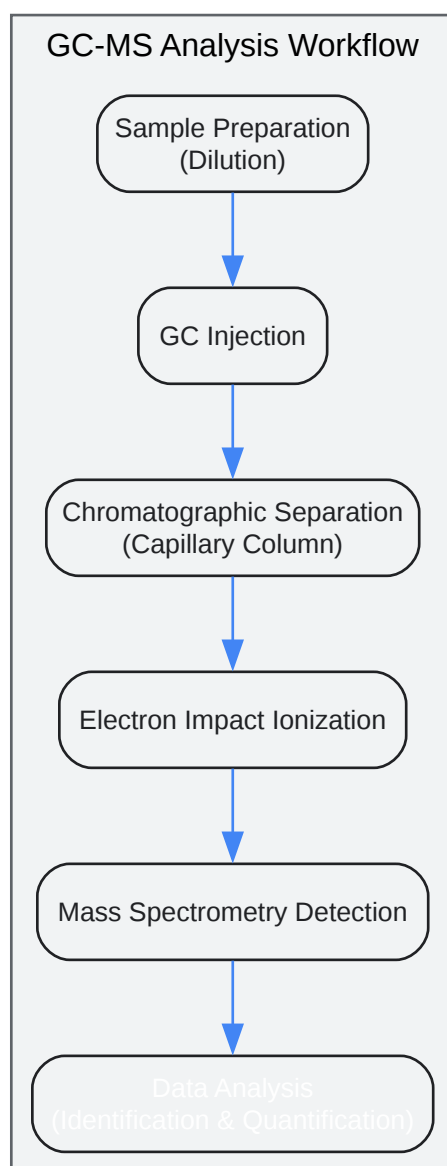 GC-MS Analysis Workflow
Sample Preparation
(Dilution)
GC Injection
Chromatographic Separation
(Capillary Column)
Electron Impact Ionization
Mass Spectrometry Detection
Data Analysis
(Identification & Quantification)